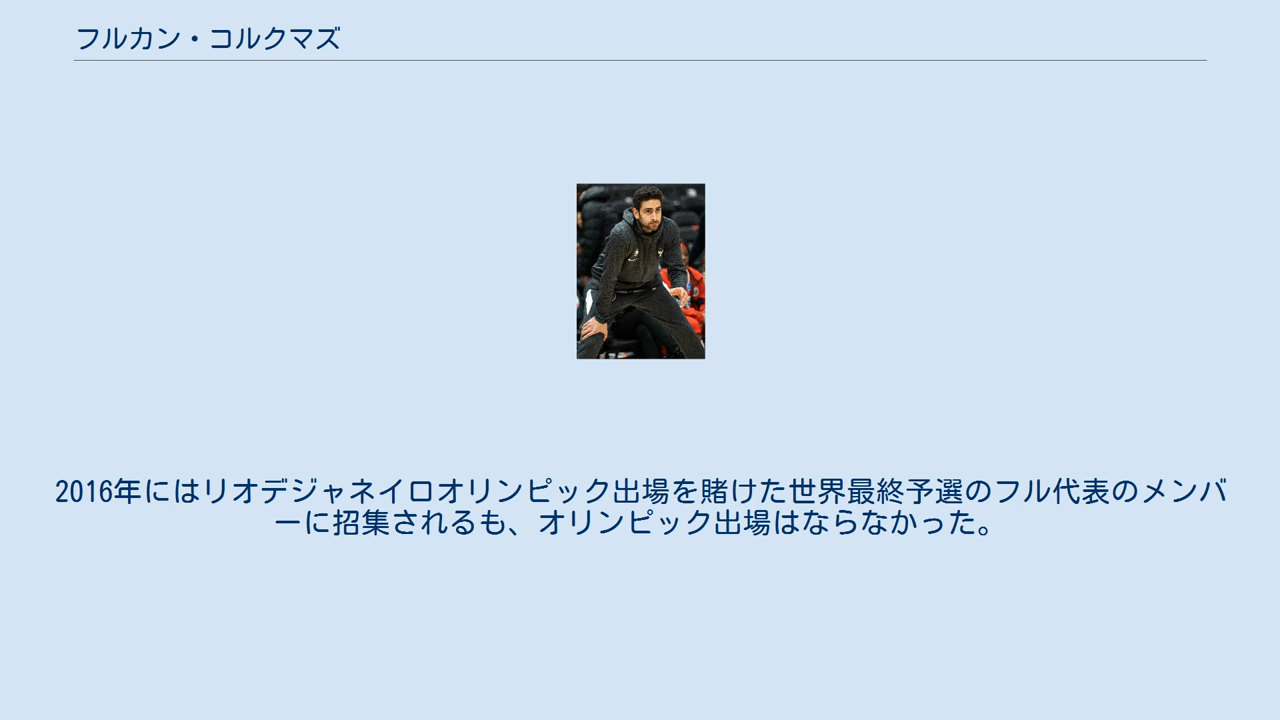 フルカン・コルクマズ
2016年にはリオデジャネイロオリンピック出場を賭けた世界最終予選のフル代表のメンバ
ーに招集されるも、オリンピック出場はならなかった。